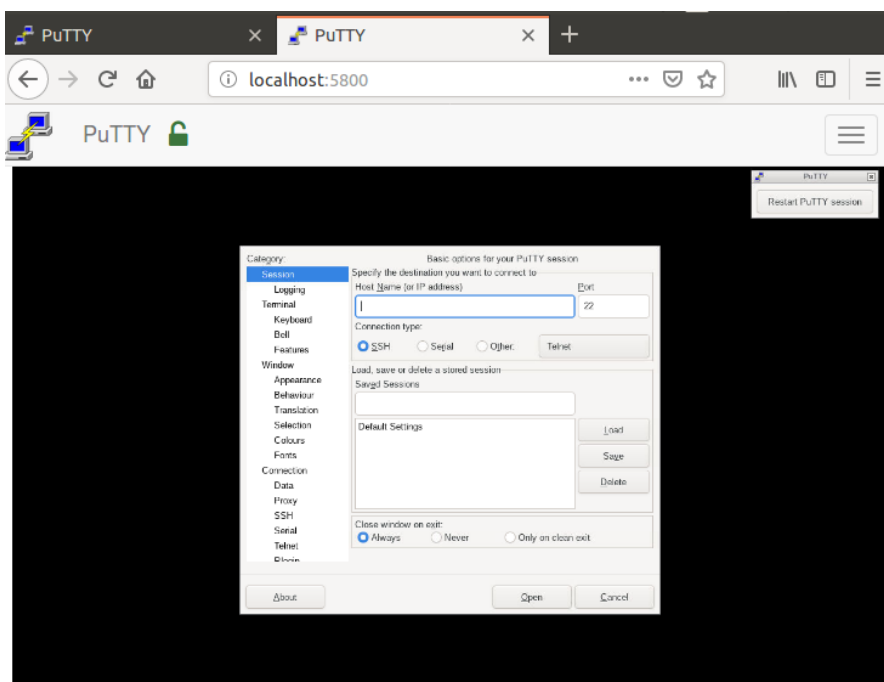 PuTTY
PuTTY
localhost:5800
PuTTY
PuTTY
Restart PuTTY session
Category:
Basic options for your PuTTY session
Session
Logging
Terminal
Keyboard
Bell
Features
Window
Appearance
Behaviour
Translation
Selection
Colours
Fonts
Connection
Data
Proxy
SSH
Serial
Telnet
Rlogin
Specify the destination you want to connect to
Host Name (or IP address) Port
22
Connection type:
SSH Serial Other: Telnet
Load, save or delete a stored session
Saved Sessions
Default Settings
Load
Save
Delete
Close window on exit:
Always Never Only on clean exit
About Open Cancel